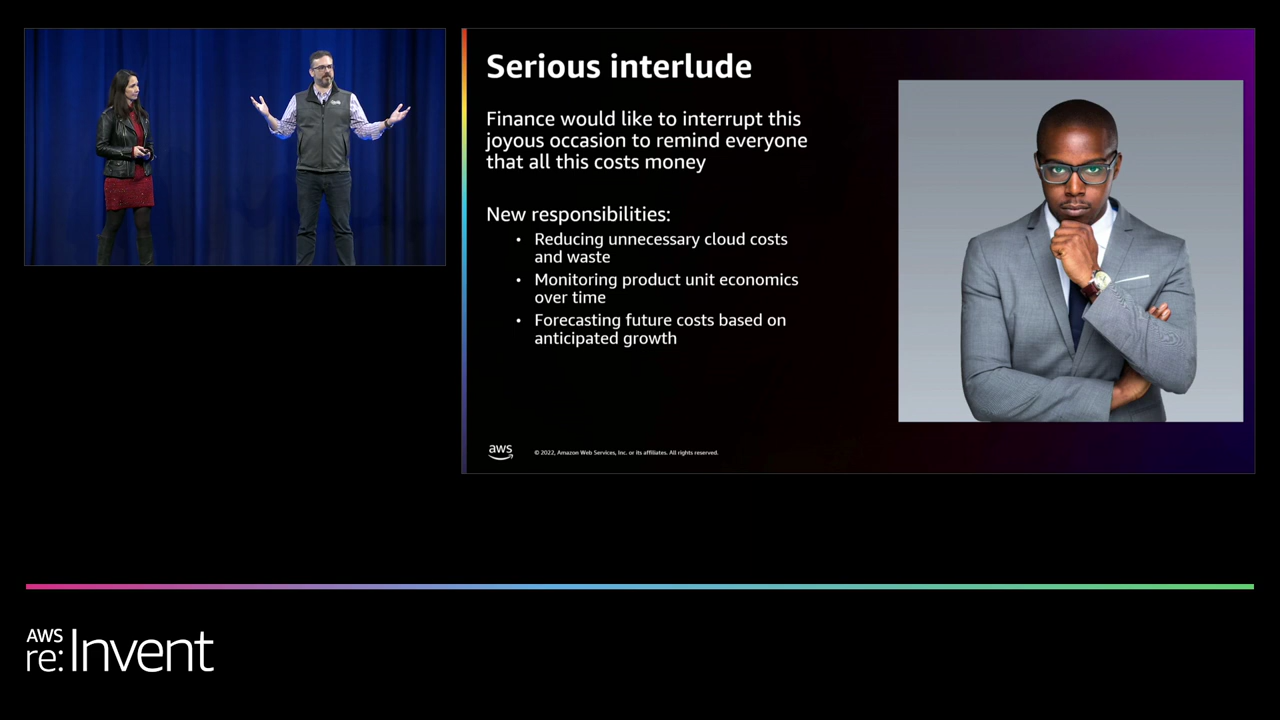 Serious interlude
Finance would like to interrupt this
joyous occasion to remind everyone
that all this costs money
New responsibilities:
• Reducing unnecessary cloud costs
and waste
• Monitoring product unit economics
over time
• Forecasting future costs based on
anticipated growth
aws
© 2022, Amazon Web Services, Inc. or its affiliates. All rights reserved.
AWS
re:Invent